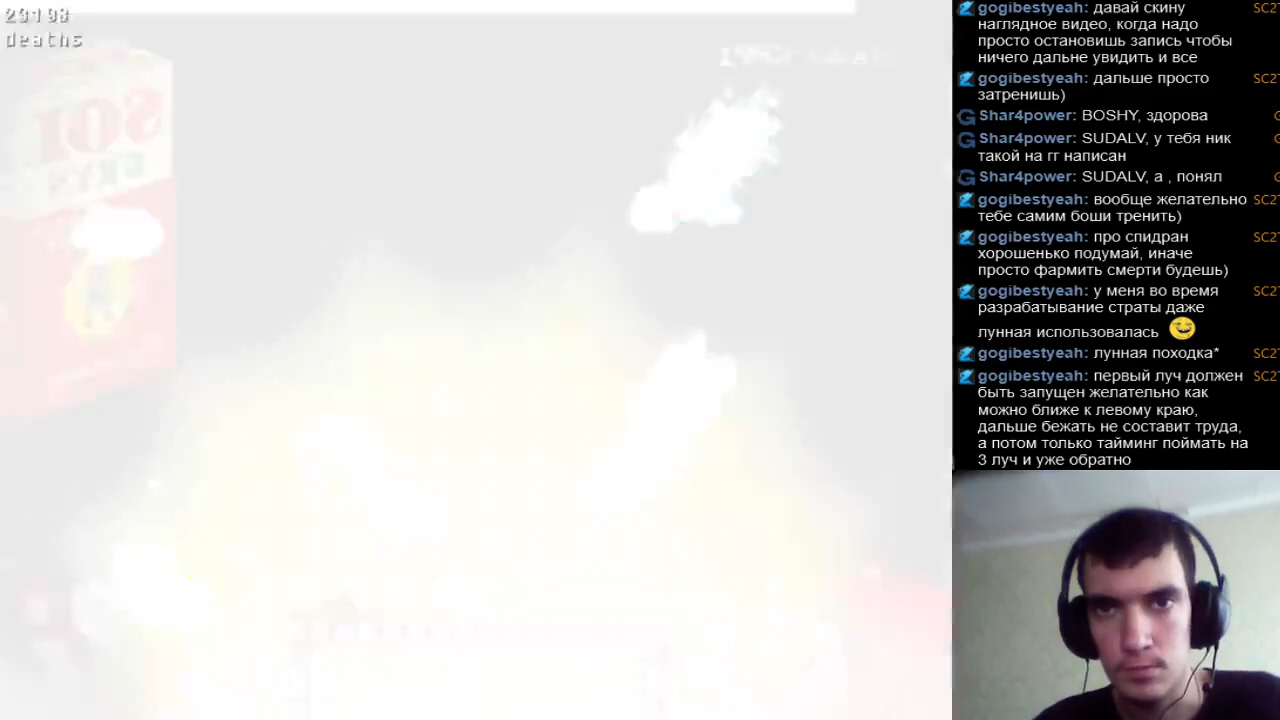 29198
deaths
gogibestyeah: давай скину
наглядное видео, когда надо
просто остановишь запись чтобы
ничего дальне увидить и все
gogibestyeah: дальше просто
затренишь)
Shar4power: BOSHY, здорова
Shar4power: SUDALV, у тебя ник
такой на гг написан
Shar4power: SUDALV, а , понял
gogibestyeah: вообще желательно
тебе самим боши тренить)
gogibestyeah: про спидран
хорошенько подумай, иначе
просто фармить смерти будешь)
gogibestyeah: у меня во время
разрабатывание страты даже
лунная использовалась
gogibestyeah: лунная походка*
gogibestyeah: первый луч должен
быть запущен желательно как
можно ближе к левому краю,
дальше бежать не составит труда,
а потом только тайминг поймать на
3 луч и уже обратно